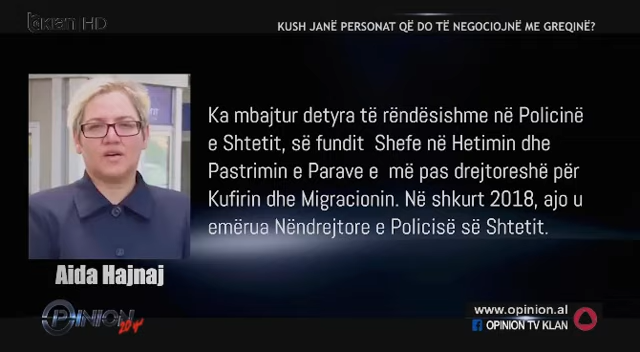 klan HD
KUSH JANË PERSONAT QË DO TË NEGOCIOJNË ME GREQINË?
Ka mbajtur detyra të rëndësishme në Policinë
e Shtetit, së fundit Shefe në Hetimin dhe
Pastrimin e Parave e më pas drejtoreshë për
Kufirin dhe Migracionin. Në shkurt 2018, ajo u
emërua Nëndrejtore e Policisë së Shtetit.
Aida Hajnaj
OPINION 20 vjet
www.opinion.al
OPINION TV KLAN